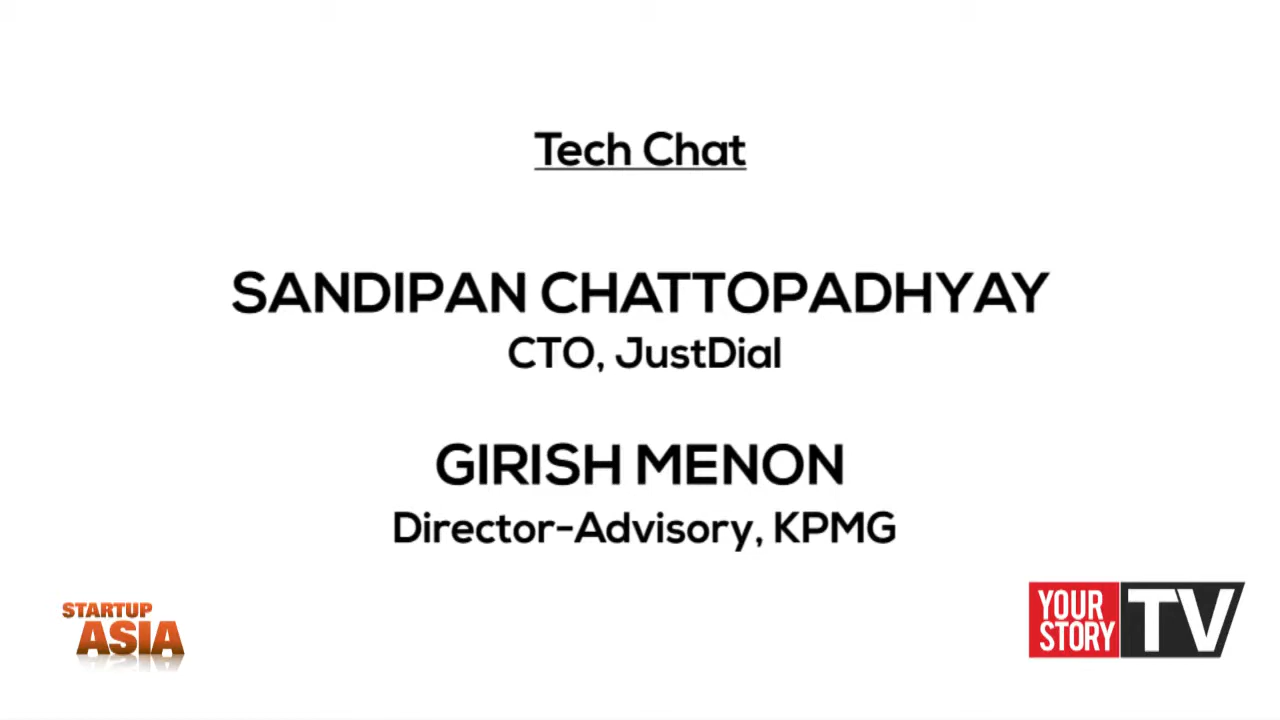 Tech Chat
SANDIPAN CHATTOPADHYAY
CTO, JustDial
GIRISH MENON
Director-Advisory, KPMG
STARTUP
ASIA
YOUR
STORY
TV